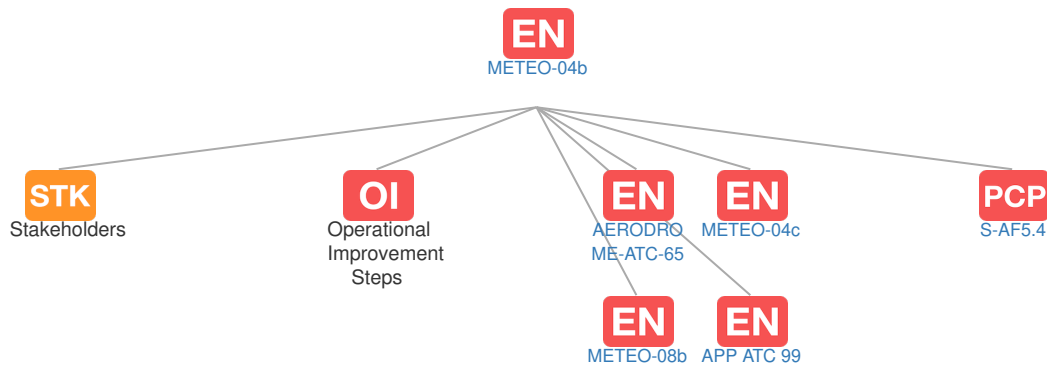 EN
METEO-04b
STK
Stakeholders
OI
Operational
Improvement
Steps
EN
AERODRO
ME-ATC-65
EN
METEO-04c
PCP
S-AF5.4
EN
METEO-08b
EN
APP ATC 99